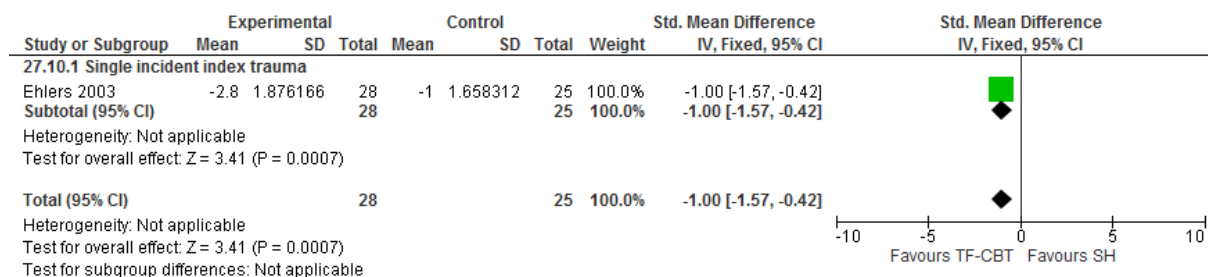 Experimental Control Std. Mean Difference Std. Mean Difference
Study or Subgroup Mean SD Total Mean SD Total Weight IV, Fixed, 95% CI IV, Fixed, 95% CI
27.10.1 Single incident index trauma
Ehlers 2003 -2.8 1.876166 28 -1 1.658312 25 100.0% -1.00 [-1.57, -0.42]
Subtotal (95% CI) 28 25 100.0% -1.00 [-1.57, -0.42]
Heterogeneity: Not applicable
Test for overall effect: Z = 3.41 (P = 0.0007)
Total (95% CI) 28 25 100.0% -1.00 [-1.57, -0.42]
Heterogeneity: Not applicable
Test for overall effect: Z = 3.41 (P = 0.0007)
Test for subgroup differences: Not applicable
-10 -5 0 5 10
Favours TF-CBT Favours SH